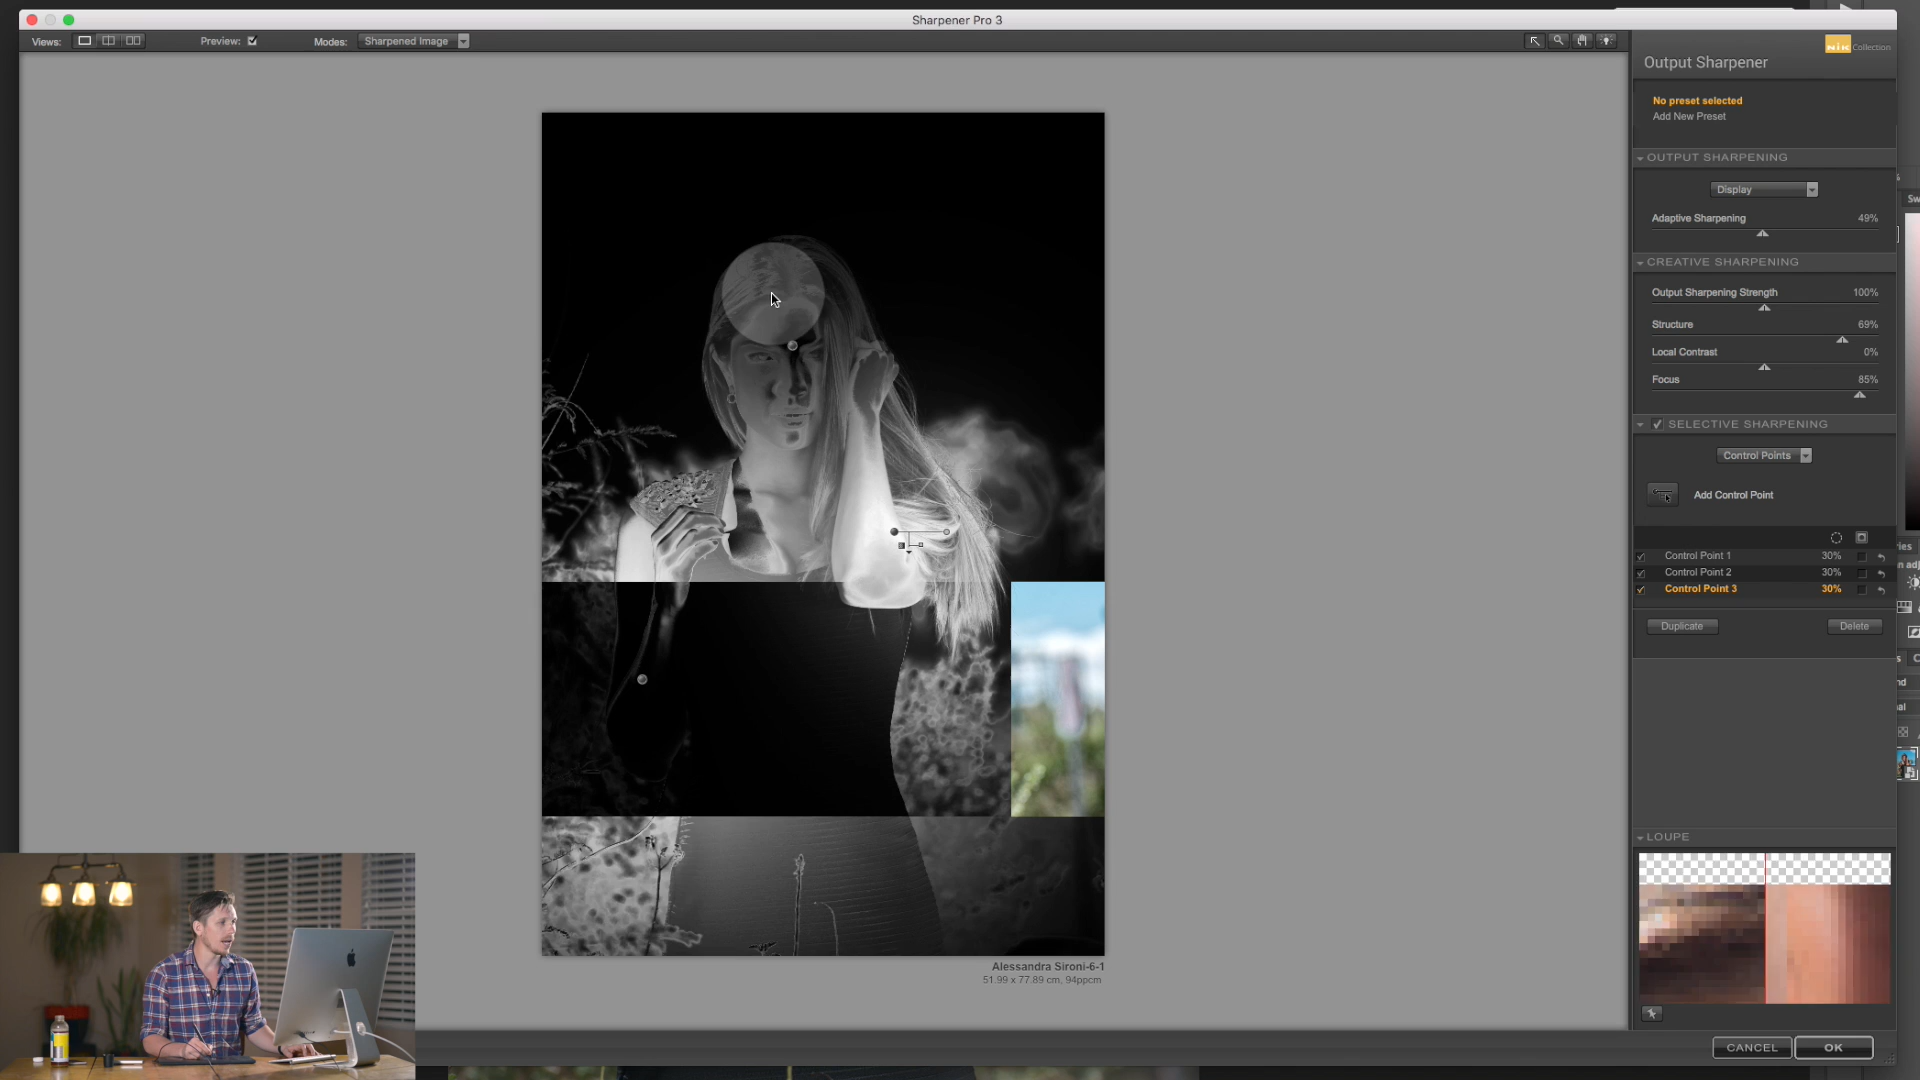 Sharpener Pro 3
Views:
Preview:
Modes:
Sharpened Image
Nik Collection
Output Sharpener
No preset selected
Add New Preset
OUTPUT SHARPENING
Display
Adaptive Sharpening 49%
CREATIVE SHARPENING
Output Sharpening Strength 100%
Structure 69%
Local Contrast 0%
Focus 85%
SELECTIVE SHARPENING
Control Points
Add Control Point
Control Point 1 30%
Control Point 2 30%
Control Point 3 30%
Duplicate
Delete
LOUPE
Alessandra Sironi-6-1
51.99 x 77.89 cm, 94ppcm
CANCEL
OK